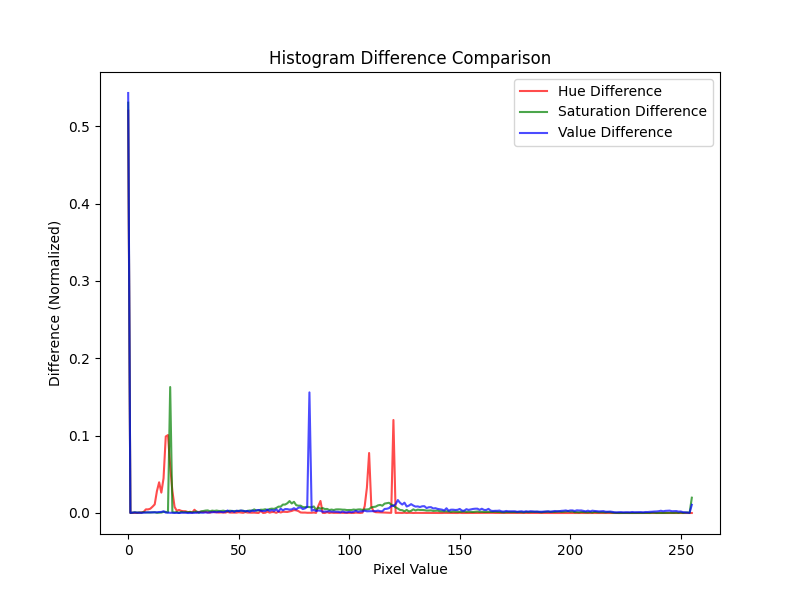 Histogram Difference Comparison
Hue Difference
Saturation Difference
Value Difference
Difference (Normalized)
0.5
0.4
0.3
0.2
0.1
0.0
0 50 100 150 200 250
Pixel Value